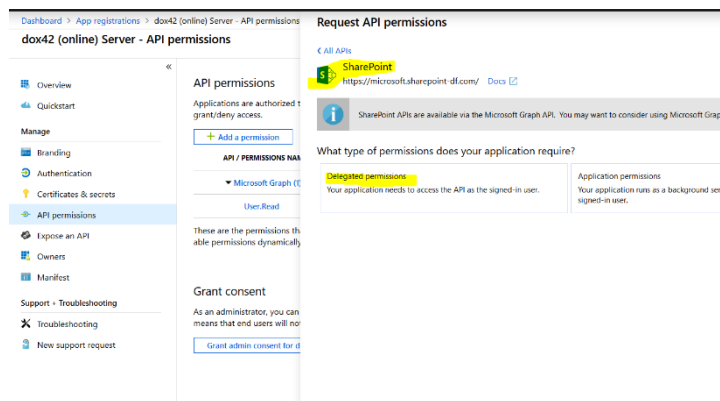 Dashboard > App registrations > dox42 (online) Server - API permissions
dox42 (online) Server - API permissions
«
Overview
Quickstart
Manage
Branding
Authentication
Certificates & secrets
API permissions
Expose an API
Owners
Manifest
Support + Troubleshooting
Troubleshooting
New support request
API permissions
Applications are authorized t
grant/deny access.
+ Add a permission
API / PERMISSIONS NAM
Microsoft Graph (1)
User.Read
These are the permissions th
able permissions dynamically
Grant consent
As an administrator, you can
means that end users will no
Grant admin consent for d
Request API permissions
< All APIs
S
SharePoint
https://microsoft.sharepoint-df.com/ Docs
i
SharePoint APIs are available via the Microsoft Graph API. You may want to consider using Microsoft Grap
What type of permissions does your application require?
Delegated permissions
Your application needs to access the API as the signed-in user.
Application permissions
Your application runs as a background ser
signed-in user.